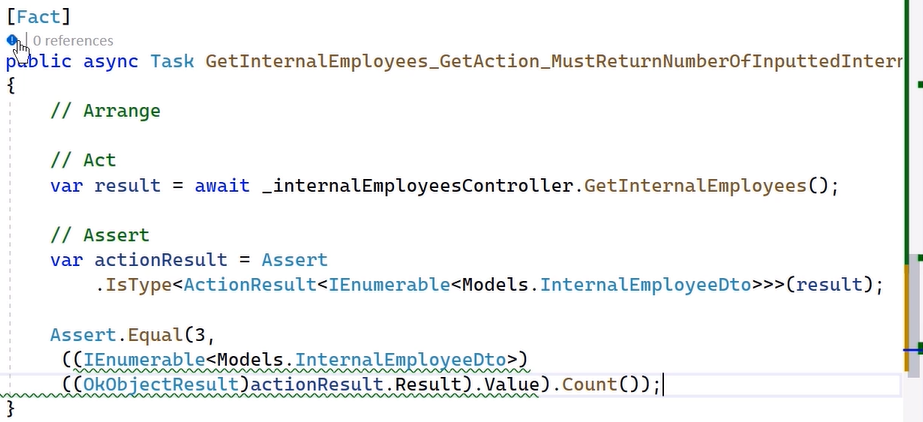 [Fact]
0 references
public async Task GetInternalEmployees_GetAction_MustReturnNumberOfInputtedIntern
{
// Arrange
// Act
var result = await _internalEmployeesController.GetInternalEmployees();
// Assert
var actionResult = Assert
.IsType<ActionResult<IEnumerable<Models.InternalEmployeeDto>>>(result);
Assert.Equal(3,
((IEnumerable<Models.InternalEmployeeDto>)
((OkObjectResult)actionResult.Result).Value).Count());
}